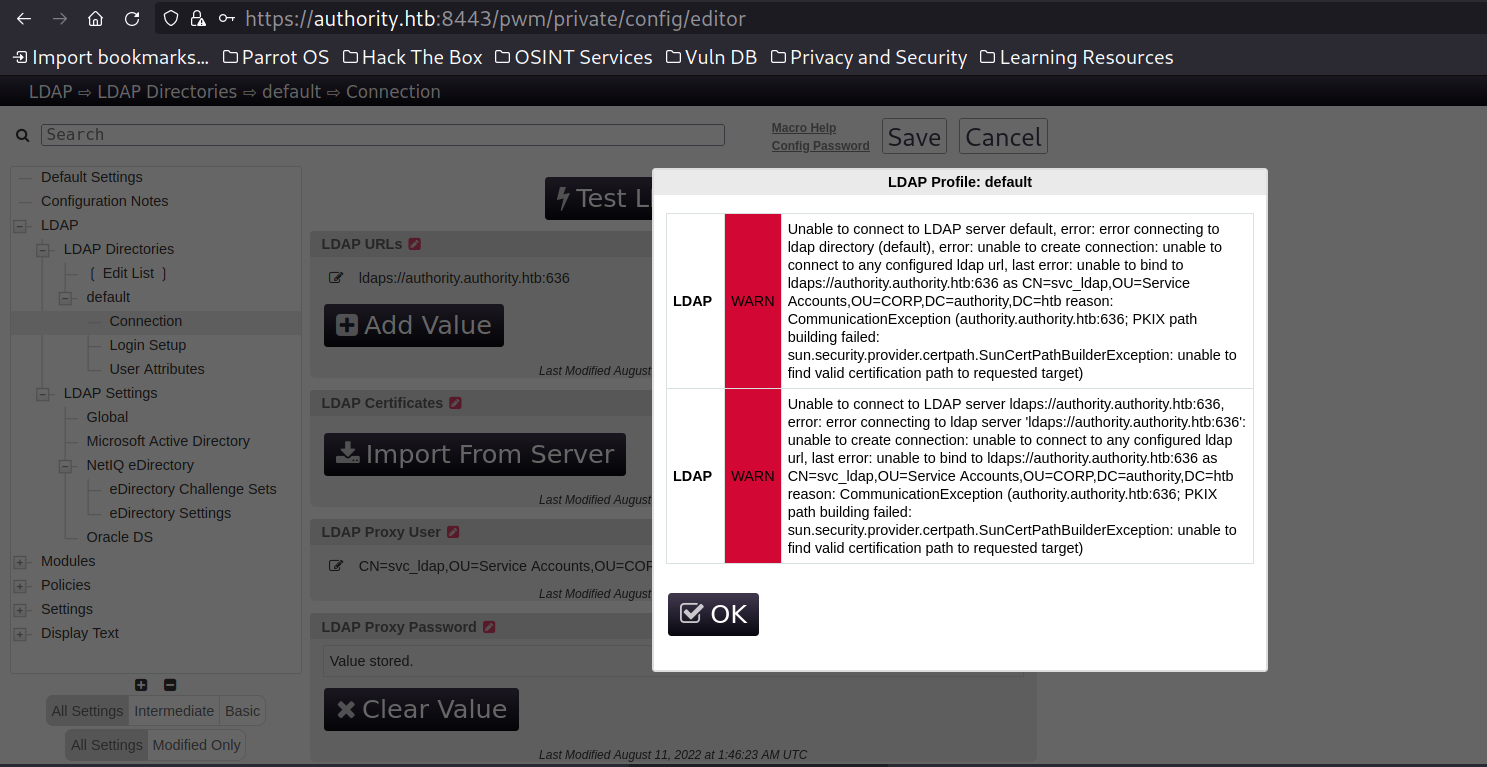 https://authority.htb:8443/pwm/private/config/editor
Import bookmarks... Parrot OS Hack The Box OSINT Services Vuln DB Privacy and Security Learning Resources
LDAP ⇨ LDAP Directories ⇨ default ⇨ Connection
Search
Macro Help
Config Password
Save Cancel
Default Settings
Configuration Notes
LDAP
LDAP Directories
[ Edit List ]
default
Connection
Login Setup
User Attributes
LDAP Settings
Global
Microsoft Active Directory
NetIQ eDirectory
eDirectory Challenge Sets
eDirectory Settings
Oracle DS
Modules
Policies
Settings
Display Text
All Settings Intermediate Basic
All Settings Modified Only
Test L
LDAP URLs
ldaps://authority.authority.htb:636
Add Value
Last Modified August
LDAP Certificates
Import From Server
Last Modified August
LDAP Proxy User
CN=svc_ldap,OU=Service Accounts,OU=COR
Last Modified August
LDAP Proxy Password
Value stored.
Clear Value
Last Modified August 11, 2022 at 1:46:23 AM UTC
LDAP Profile: default
LDAP
WARN
Unable to connect to LDAP server default, error: error connecting to
ldap directory (default), error: unable to create connection: unable to
connect to any configured ldap url, last error: unable to bind to
ldaps://authority.authority.htb:636 as CN=svc_ldap,OU=Service
Accounts,OU=CORP,DC=authority,DC=htb reason:
CommunicationException (authority.authority.htb:636; PKIX path
building failed:
sun.security.provider.certpath.SunCertPathBuilderException: unable to
find valid certification path to requested target)
LDAP
WARN
Unable to connect to LDAP server ldaps://authority.authority.htb:636,
error: error connecting to ldap server 'ldaps://authority.authority.htb:636':
unable to create connection: unable to connect to any configured ldap
url, last error: unable to bind to ldaps://authority.authority.htb:636 as
CN=svc_ldap,OU=Service Accounts,OU=CORP,DC=authority,DC=htb
reason: CommunicationException (authority.authority.htb:636; PKIX
path building failed:
sun.security.provider.certpath.SunCertPathBuilderException: unable to
find valid certification path to requested target)
OK